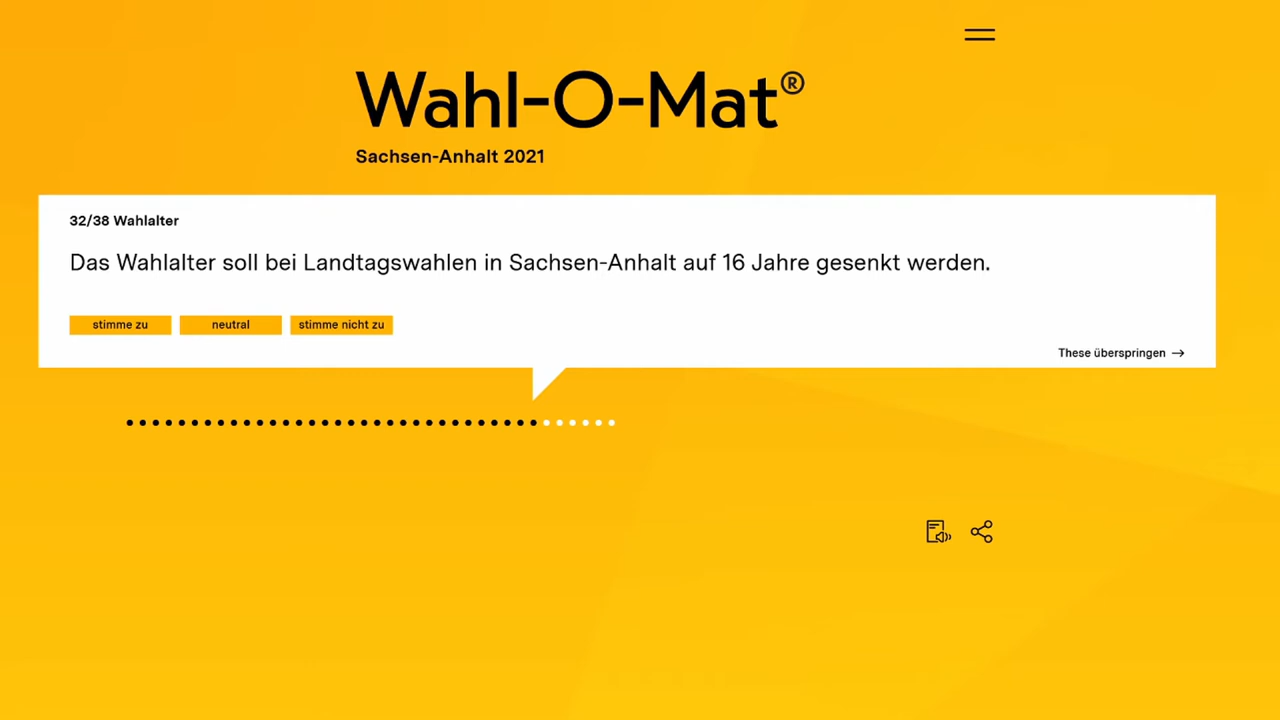 Wahl-O-Mat®
Sachsen-Anhalt 2021
32/38 Wahlalter
Das Wahlalter soll bei Landtagswahlen in Sachsen-Anhalt auf 16 Jahre gesenkt werden.
stimme zu neutral stimme nicht zu
These überspringen →